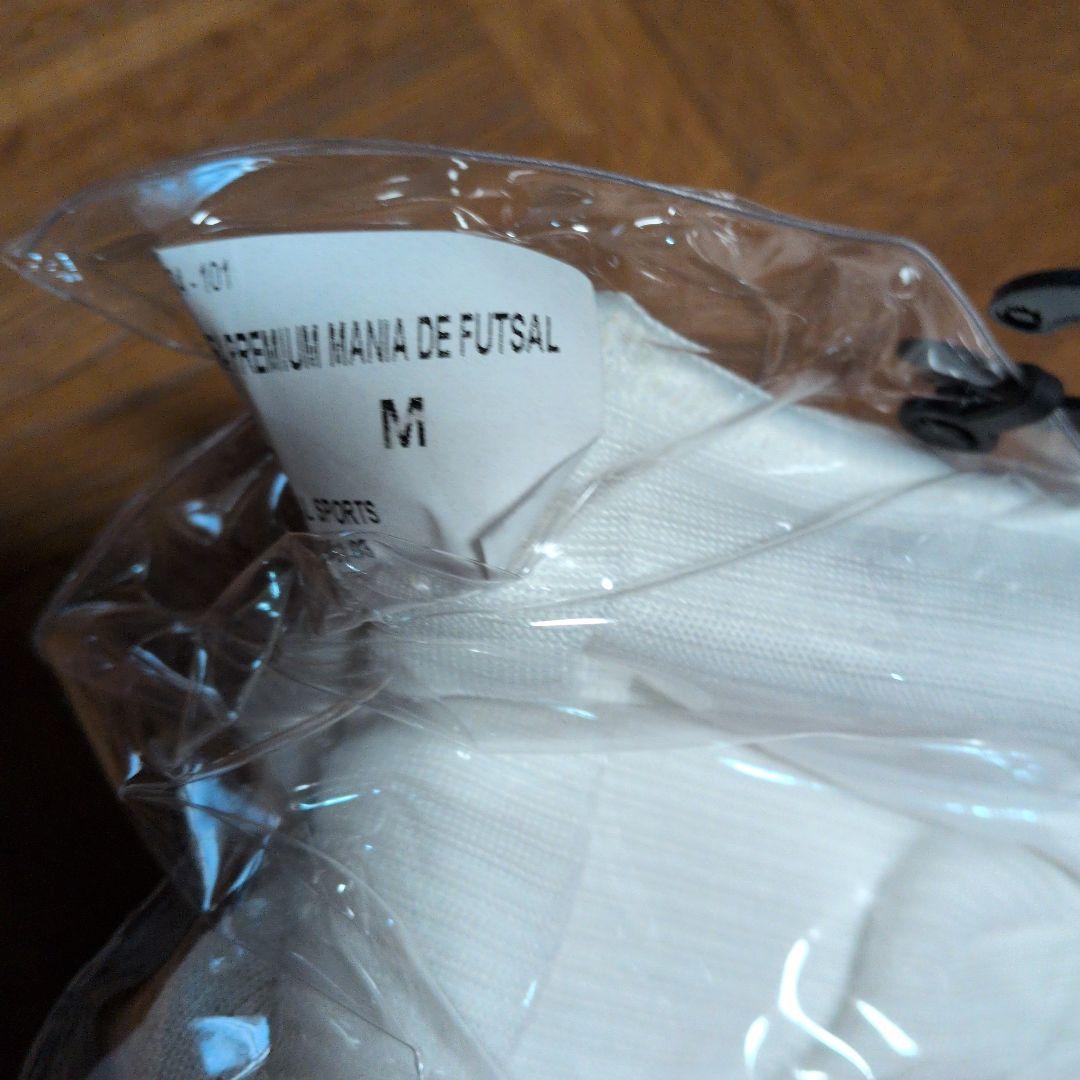 -101
PREMIUM MANIA DE FUTSAL
M
SPORTS